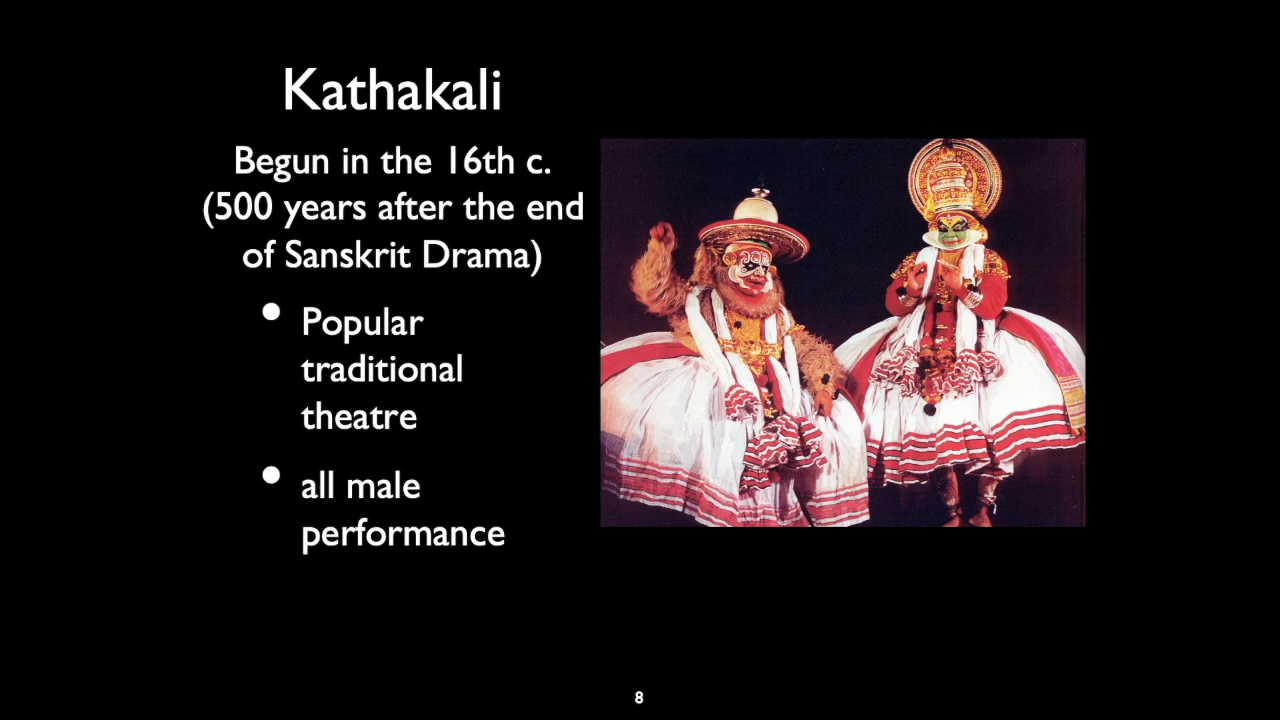 Kathakali
Begun in the 16th c.
(500 years after the end
of Sanskrit Drama)
• Popular
traditional
theatre
• all male
performance
8